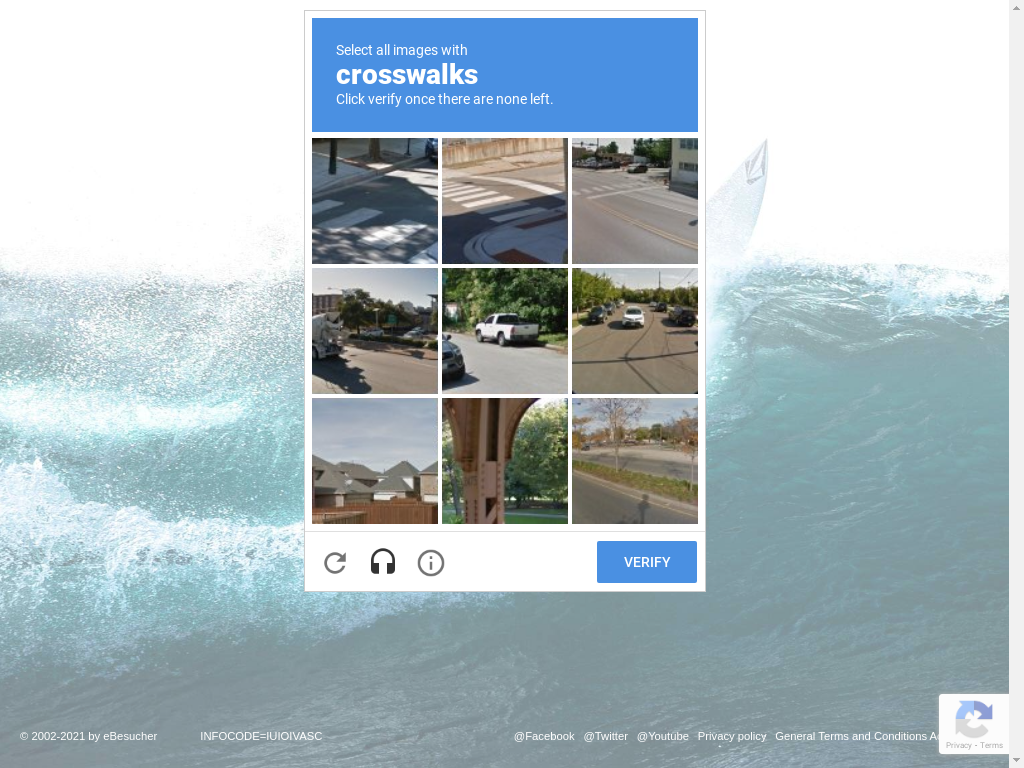 Select all images with
crosswalks
Click verify once there are none left.
VERIFY
© 2002-2021 by eBesucher
INFOCODE=IUIOIVASC
@Facebook @Twitter @Youtube Privacy policy General Terms and Conditions
Privacy - Terms